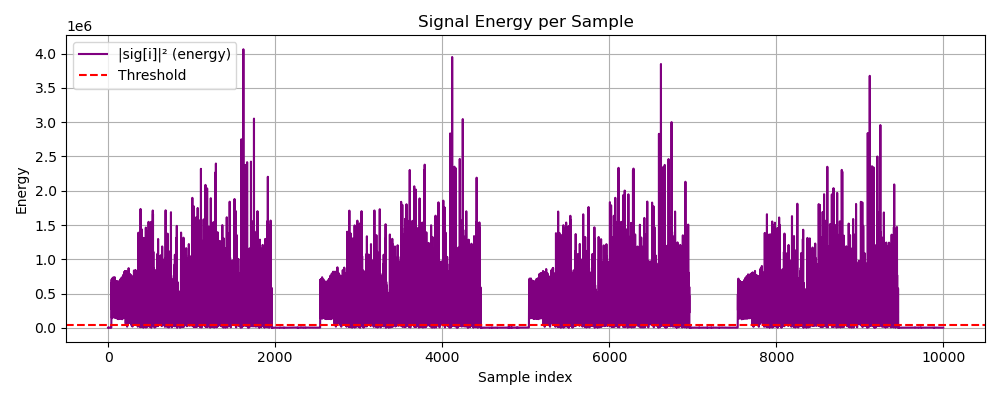 Signal Energy per Sample
1e6
|sig[i]|² (energy)
Threshold
4.0
3.5
3.0
2.5
2.0
1.5
1.0
0.5
0.0
Energy
0 2000 4000 6000 8000 10000
Sample index